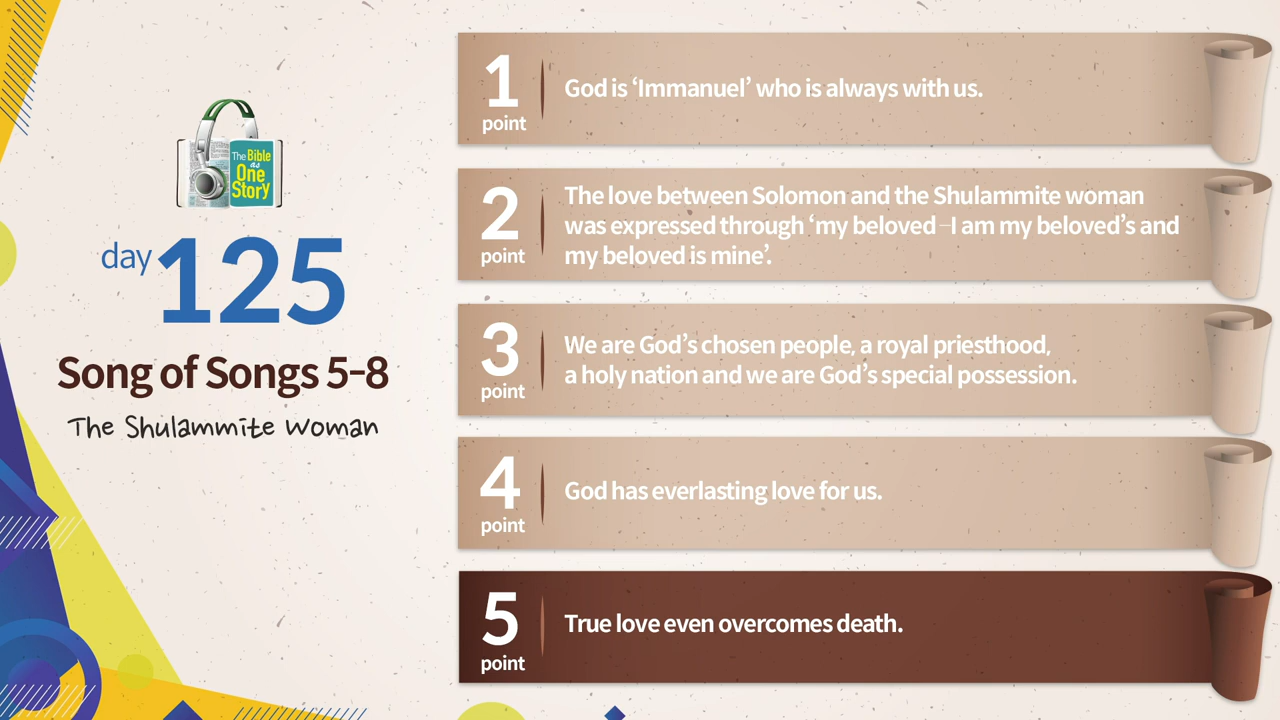 The Bible
as
One
Story
day 125
Song of Songs 5-8
The Shulammite Woman
1
point
God is ‘Immanuel’ who is always with us.
2
point
The love between Solomon and the Shulammite woman
was expressed through ‘my beloved –I am my beloved’s and
my beloved is mine’.
3
point
We are God’s chosen people, a royal priesthood,
a holy nation and we are God’s special possession.
4
point
God has everlasting love for us.
5
point
True love even overcomes death.